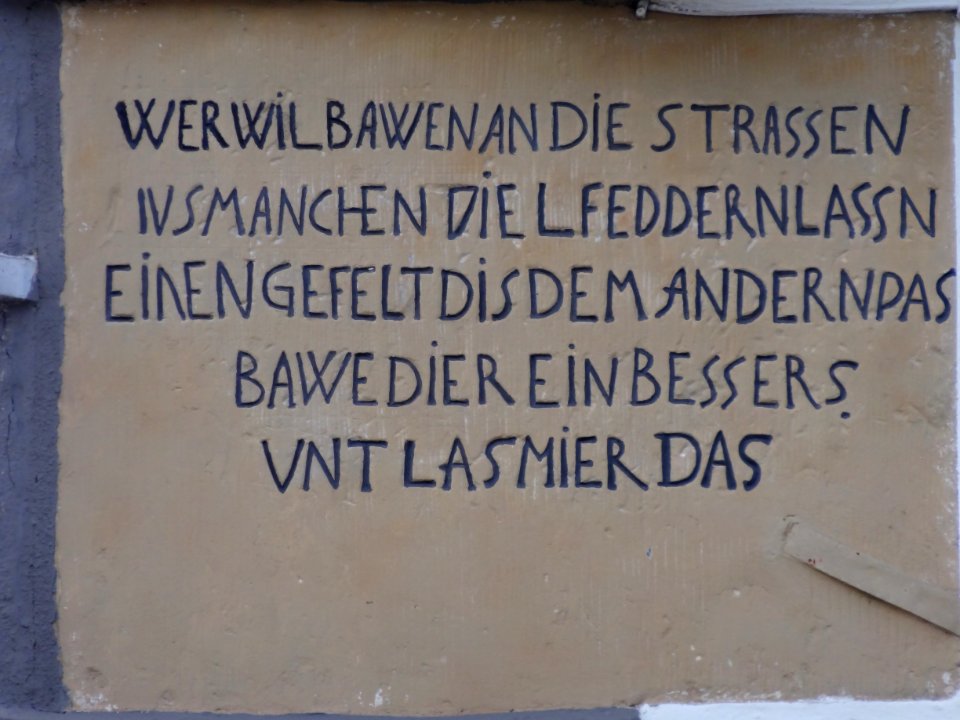 WER WiL BAWEN AN DiE STRASSEN
IVS MANCHEN DiE L FEDDERN LASSN
EiNEN GEFELT DiS DEM ANDERN DAS
BAWE DiER EiN BESSERS
VNT LAS MiER DAS